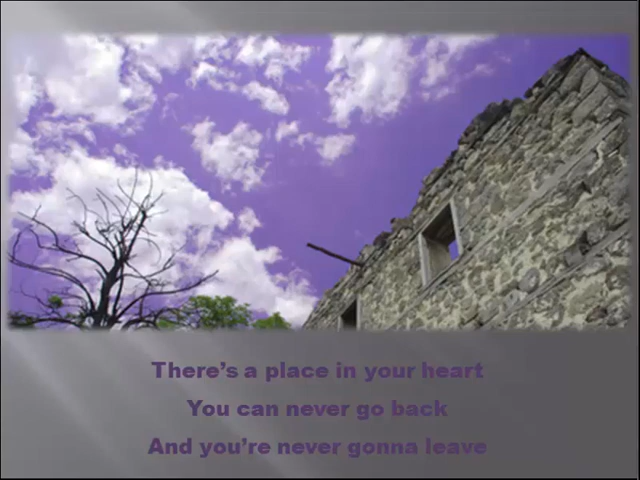 There's a place in your heart
You can never go back
And you're never gonna leave